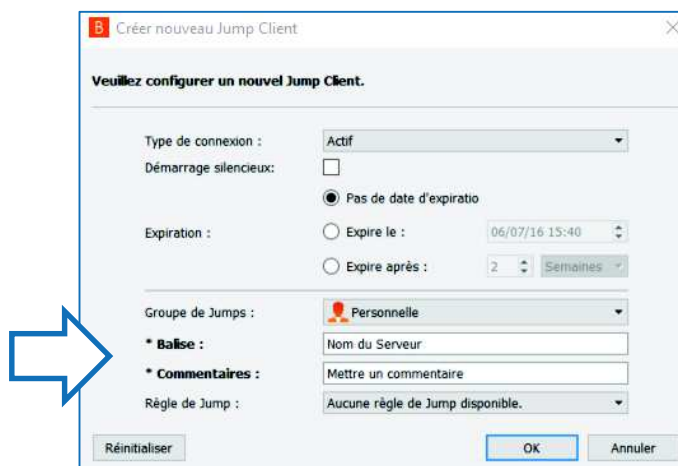 B Créer nouveau Jump Client
Veuillez configurer un nouvel Jump Client.
Type de connexion : Actif
Démarrage silencieux:
Pas de date d'expiratio
Expiration : Expire le : 06/07/16 15:40
Expire après : 2 Semaines
Groupe de Jumps : Personnelle
* Balise : Nom du Serveur
* Commentaires : Mettre un commentaire
Règle de Jump : Aucune règle de Jump disponible.
Réinitialiser OK Annuler